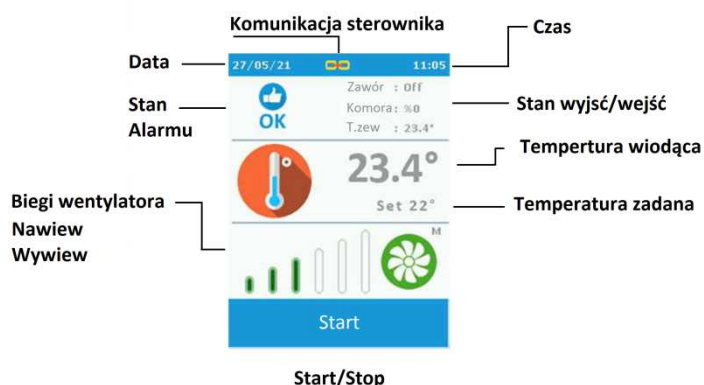 Komunikacja sterownika
Czas
Data
27/05/21
11:05
Stan
Alarmu
OK
Zawór : Off
Komora: %0
T.zew : 23.4°
Stan wyjsć/wejść
Tempertura wiodąca
23.4°
Set 22°
Temperatura zadana
Biegi wentylatora
Nawiew
Wywiew
M
Start
Start/Stop